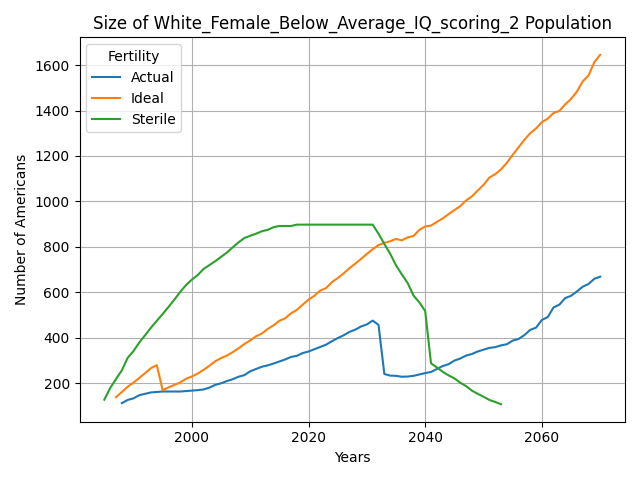 Size of White_Female_Below_Average_IQ_scoring_2 Population
Fertility
Actual
Ideal
Sterile
Number of Americans
1600
1400
1200
1000
800
600
400
200
2000
2020
2040
2060
Years